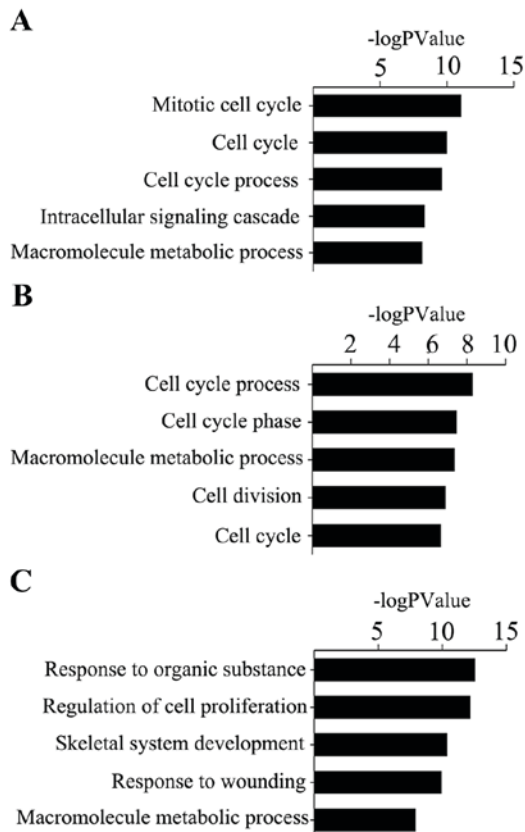 A
-logPValue
5 10 15
Mitotic cell cycle
Cell cycle
Cell cycle process
Intracellular signaling cascade
Macromolecule metabolic process
B
-logPValue
2 4 6 8 10
Cell cycle process
Cell cycle phase
Macromolecule metabolic process
Cell division
Cell cycle
C
-logPValue
5 10 15
Response to organic substance
Regulation of cell proliferation
Skeletal system development
Response to wounding
Macromolecule metabolic process